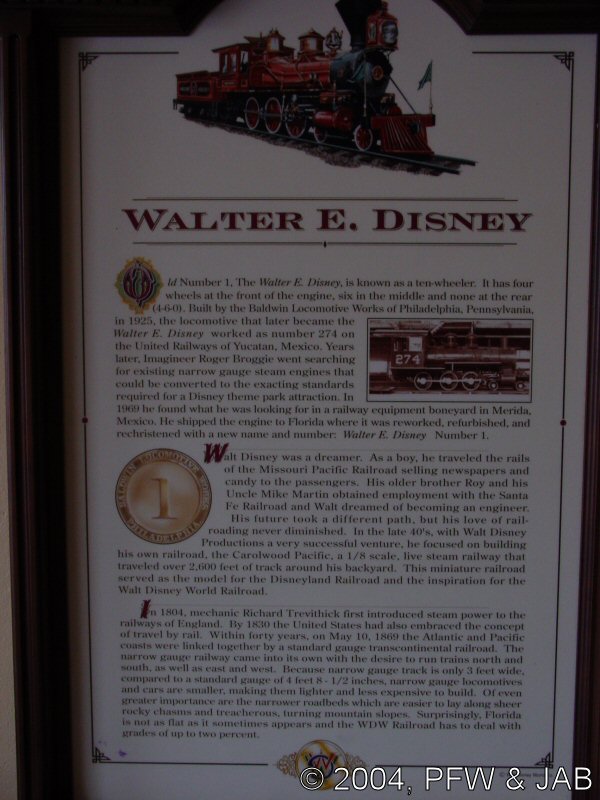 WALTER E. DISNEY
ld Number 1, The Walter E. Disney, is known as a ten-wheeler. It has four
wheels at the front of the engine, six in the middle and none at the rear
(4-6-0). Built by the Baldwin Locomotive Works of Philadelphia, Pennsylvania,
in 1925, the locomotive that later became the
Walter E. Disney worked as number 274 on
the United Railways of Yucatan, Mexico. Years
later, Imagineer Roger Broggie went searching
for existing narrow gauge steam engines that
could be converted to the exacting standards
required for a Disney theme park attraction. In
1969 he found what he was looking for in a railway equipment boneyard in Merida,
Mexico. He shipped the engine to Florida where it was reworked, refurbished, and
rechristened with a new name and number: Walter E. Disney Number 1.
274
Walt Disney was a dreamer. As a boy, he traveled the rails
of the Missouri Pacific Railroad selling newspapers and
candy to the passengers. His older brother Roy and his
Uncle Mike Martin obtained employment with the Santa
Fe Railroad and Walt dreamed of becoming an engineer.
His future took a different path, but his love of rail-
roading never diminished. In the late 40's, with Walt Disney
Productions a very successful venture, he focused on building
his own railroad, the Carolwood Pacific, a 1/8 scale, live steam railway that
traveled over 2,600 feet of track around his backyard. This miniature railroad
served as the model for the Disneyland Railroad and the inspiration for the
Walt Disney World Railroad.
BALDWIN LOCOMOTIVE WORKS
1
PHILADELPHIA
In 1804, mechanic Richard Trevithick first introduced steam power to the
railways of England. By 1830 the United States had also embraced the concept
of travel by rail. Within forty years, on May 10, 1869 the Atlantic and Pacific
coasts were linked together by a standard gauge transcontinental railroad. The
narrow gauge railway came into its own with the desire to run trains north and
south, as well as east and west. Because narrow gauge track is only 3 feet wide,
compared to a standard gauge of 4 feet 8 - 1/2 inches, narrow gauge locomotives
and cars are smaller, making them lighter and less expensive to build. Of even
greater importance are the narrower roadbeds which are easier to lay along sheer
rocky chasms and treacherous, turning mountain slopes. Surprisingly, Florida
is not as flat as it sometimes appears and the WDW Railroad has to deal with
grades of up to two percent.
© 2004, PFW & JAB